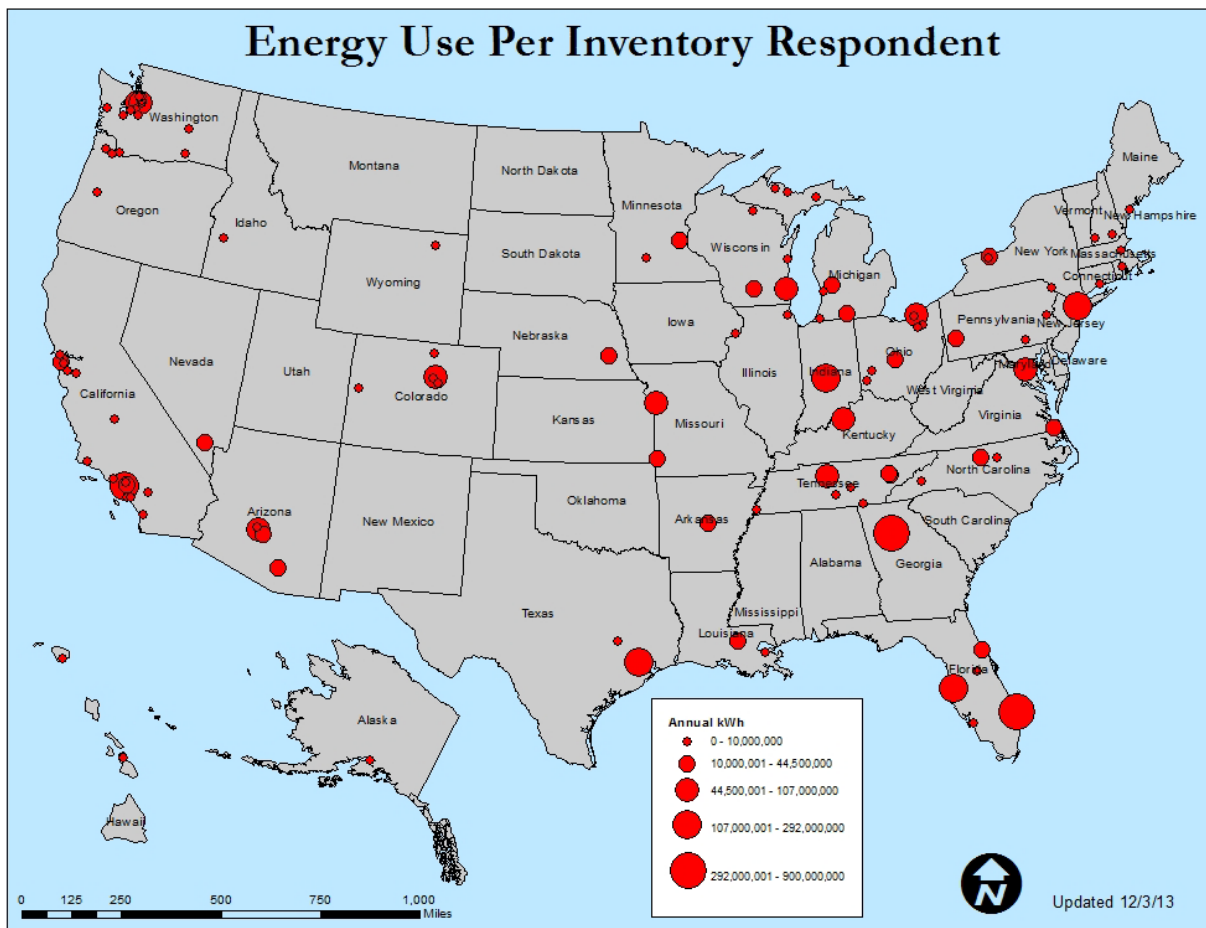 Energy Use Per Inventory Respondent
Washington
Montana
North Dakota
Maine
Oregon
Idaho
Minnesota
Vermont
New Hampshire
South Dakota
Wisconsin
New York
Massachusetts
Wyoming
Michigan
Connecticut
Nebraska
Iowa
Pennsylvania
New Jersey
Nevada
Utah
Ohio
Delaware
Maryland
Illinois
Indiana
California
Colorado
West Virginia
Kansas
Missouri
Virginia
Kentucky
Oklahoma
Tennessee
North Carolina
Arizona
New Mexico
Arkansas
South Carolina
Alabama
Georgia
Texas
Mississippi
Louisiana
Florida
Alaska
Hawaii
Annual kWh
0 - 10,000,000
10,000,001 - 44,500,000
44,500,001 - 107,000,000
107,000,001 - 292,000,000
292,000,001 - 900,000,000
0 125 250 500 750 1,000
Miles
N
Updated 12/3/13